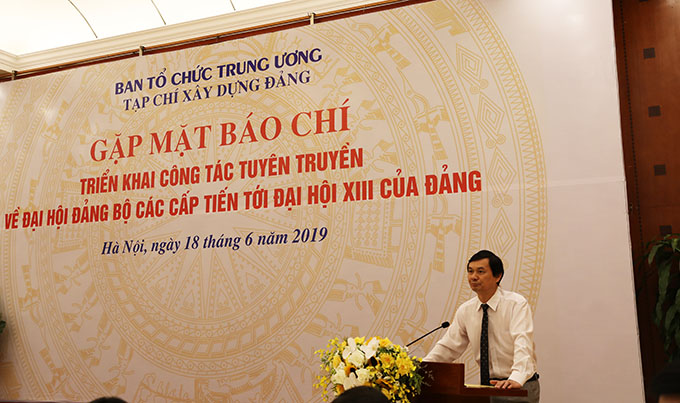 BAN TỔ CHỨC TRUNG ƯƠNG
TẠP CHÍ XÂY DỰNG ĐẢNG
GẶP MẶT BÁO CHÍ
TRIỂN KHAI CÔNG TÁC TUYÊN TRUYỀN
VỀ ĐẠI HỘI ĐẢNG BỘ CÁC CẤP TIẾN TỚI ĐẠI HỘI XIII CỦA ĐẢNG
Hà Nội, ngày 18 tháng 6 năm 2019